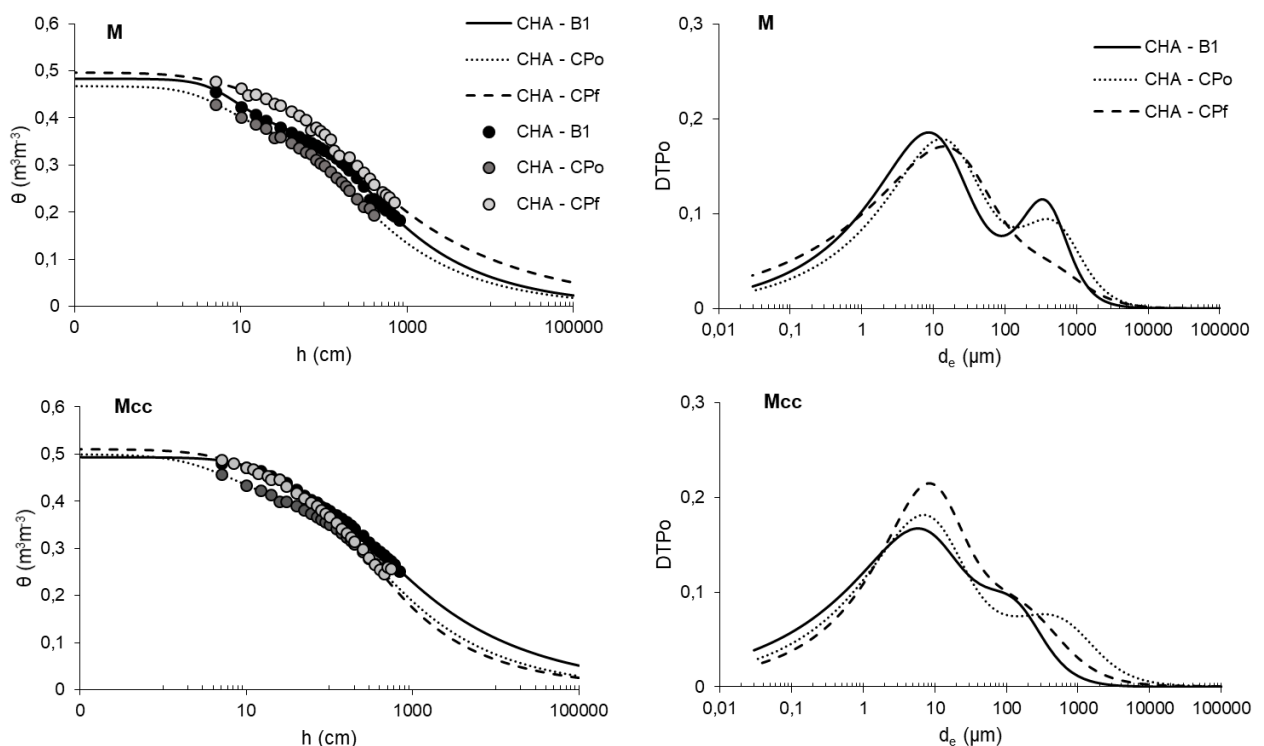 M
0,6
0,5
0,4
0,3
0,2
0,1
0
θ (m³m⁻³)
0 10 1000 100000
h (cm)
CHA - B1
CHA - CPo
CHA - CPf
CHA - B1
CHA - CPo
CHA - CPf
M
0,3
0,2
0,1
0
DTPo
0,01 0,1 1 10 100 1000 10000 100000
dₑ (µm)
CHA - B1
CHA - CPo
CHA - CPf
Mcc
0,6
0,5
0,4
0,3
0,2
0,1
0
θ (m³m⁻³)
0 10 1000 100000
h (cm)
Mcc
0,3
0,2
0,1
0
DTPo
0,01 0,1 1 10 100 1000 10000 100000
dₑ (µm)